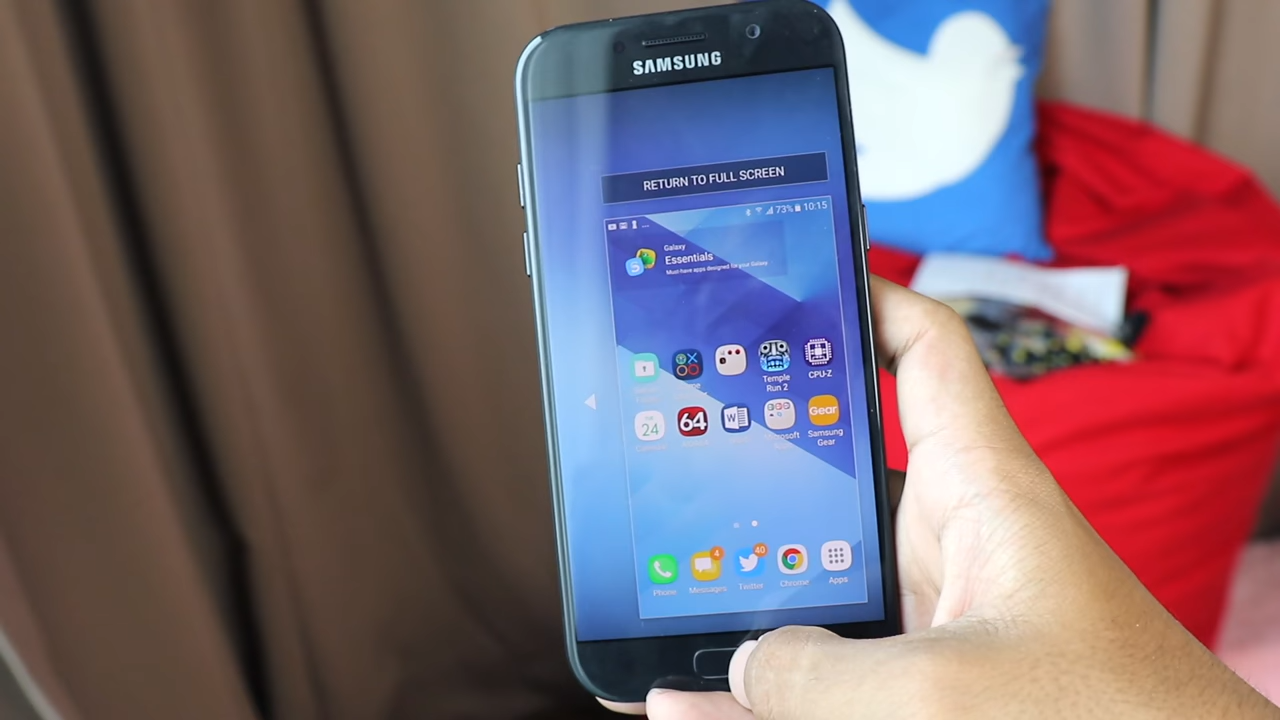 SAMSUNG
RETURN TO FULL SCREEN
73% 10:15
Galaxy
Essentials
Must-have apps designed for your Galaxy
Temple
Run 2
CPU-Z
24
64
W
Gear
Samsung
Gear
4
40
Phone
Messages
Twitter
Chrome
Apps